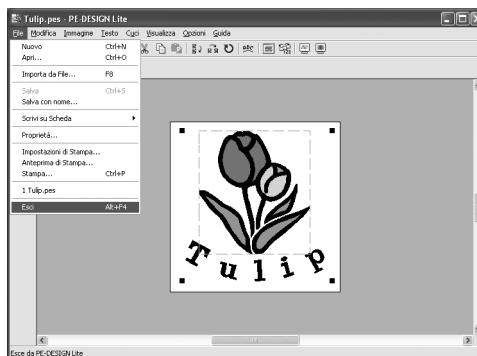 Tulip.pes - PE-DESIGN Lite
File Modifica Immagine Testo Cuci Visualizza Opzioni Guida
Nuovo Ctrl+N
Apri... Ctrl+O
Importa da File... F8
Salva Ctrl+S
Salva con nome...
Scrivi su Scheda
Proprietá...
Impostazioni di Stampa...
Anteprima di Stampa...
Stampa... Ctrl+P
1 Tulip.pes
Esci Alt+F4
abc
Tulip
Esce da PE-DESIGN Lite